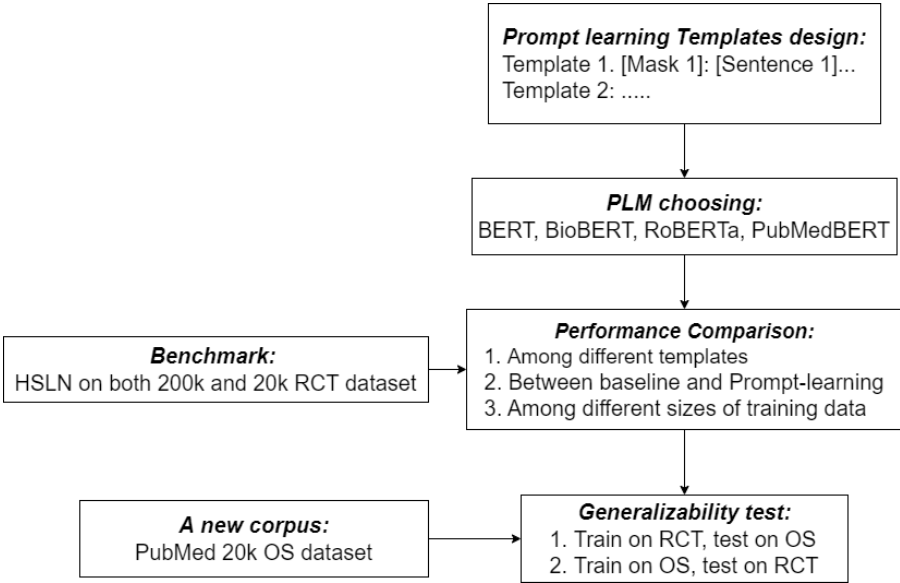 Prompt learning Templates design:
Template 1. [Mask 1]: [Sentence 1]...
Template 2: .....
PLM choosing:
BERT, BioBERT, RoBERTa, PubMedBERT
Benchmark:
HSLN on both 200k and 20k RCT dataset
Performance Comparison:
1. Among different templates
2. Between baseline and Prompt-learning
3. Among different sizes of training data
A new corpus:
PubMed 20k OS dataset
Generalizability test:
1. Train on RCT, test on OS
2. Train on OS, test on RCT